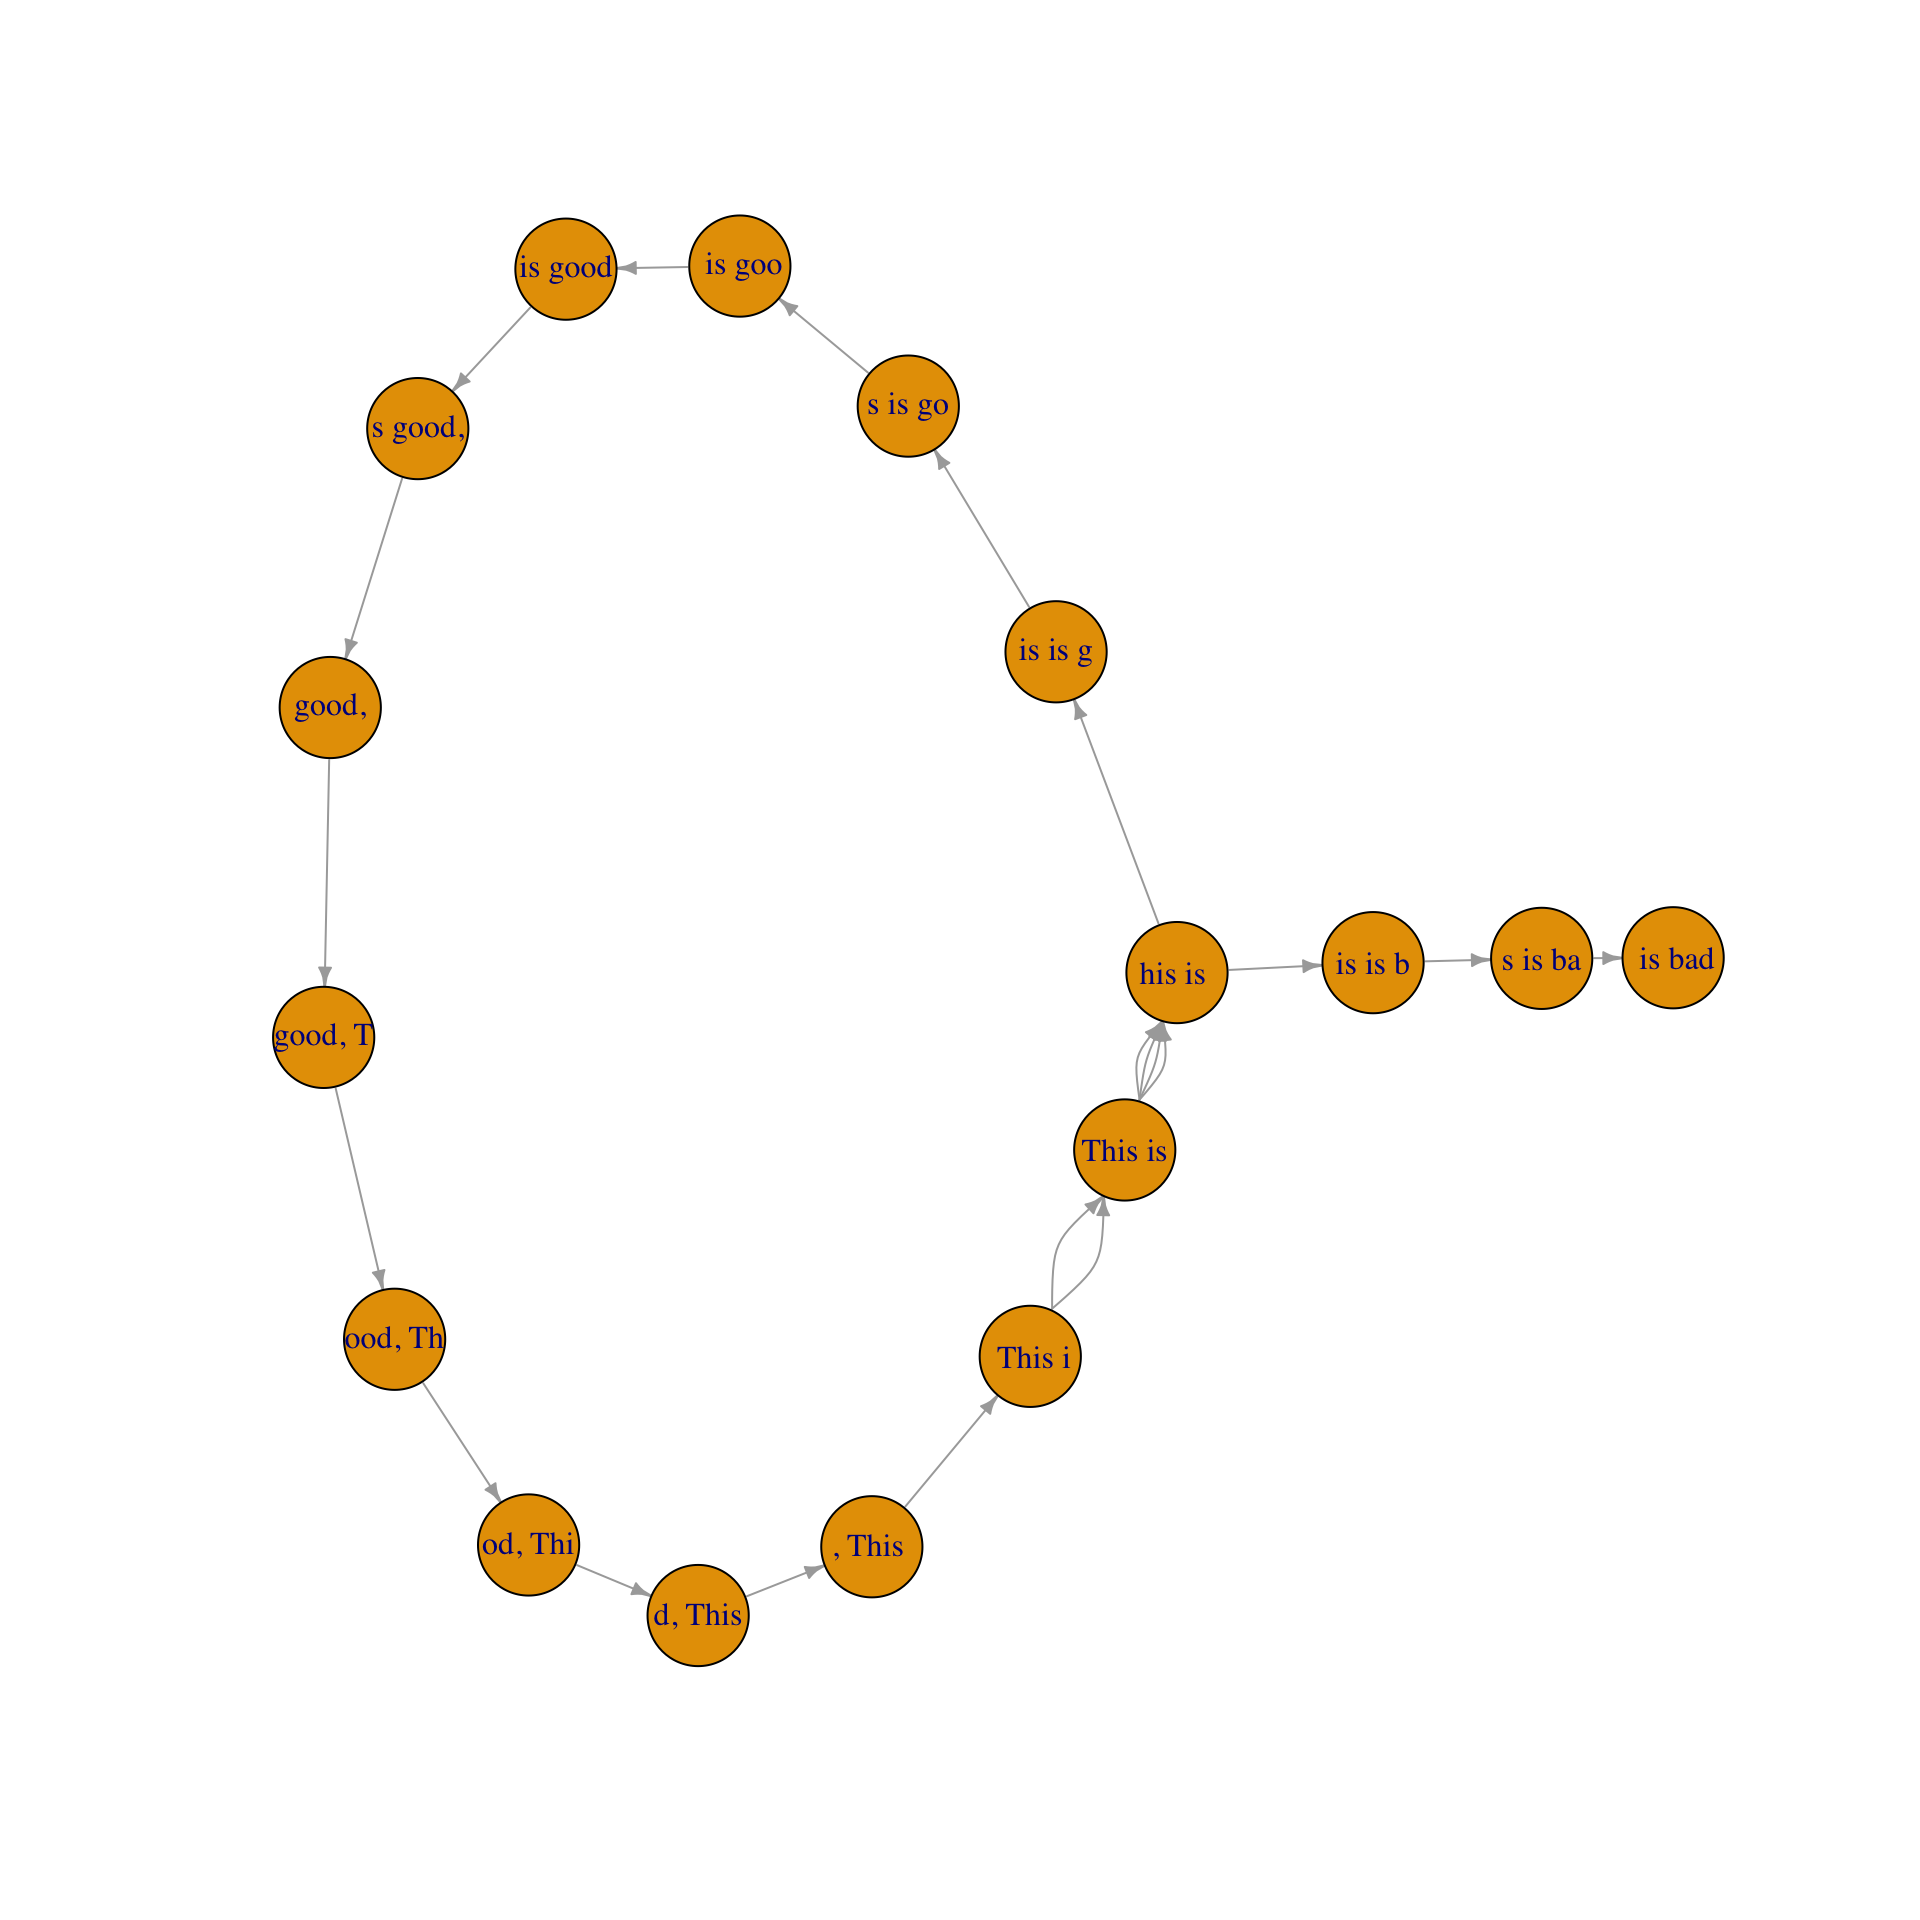 is good
is goo
s is go
s good,
is is g
good,
his is
is is b
s is ba
is bad
good, T
This is
ood, Th
This i
od, Thi
d, This
, This